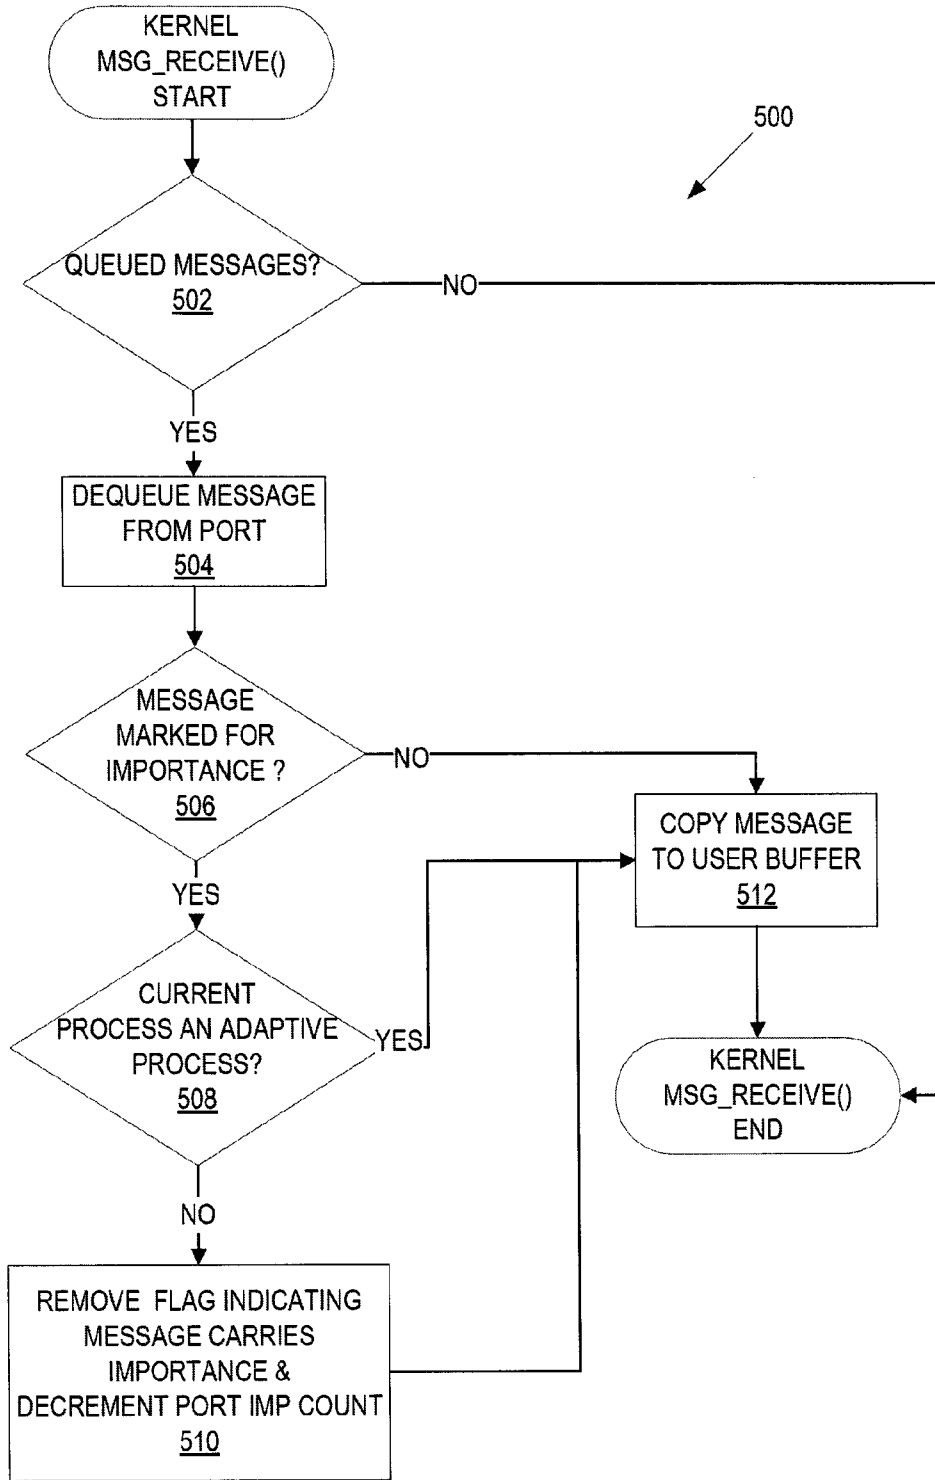 KERNEL
MSG_RECEIVE()
START
500
QUEUED MESSAGES?
502
NO
YES
DEQUEUE MESSAGE
FROM PORT
504
MESSAGE
MARKED FOR
IMPORTANCE ?
506
NO
COPY MESSAGE
TO USER BUFFER
512
YES
CURRENT
PROCESS AN ADAPTIVE
PROCESS?
508
YES
KERNEL
MSG_RECEIVE()
END
NO
REMOVE FLAG INDICATING
MESSAGE CARRIES
IMPORTANCE &
DECREMENT PORT IMP COUNT
510